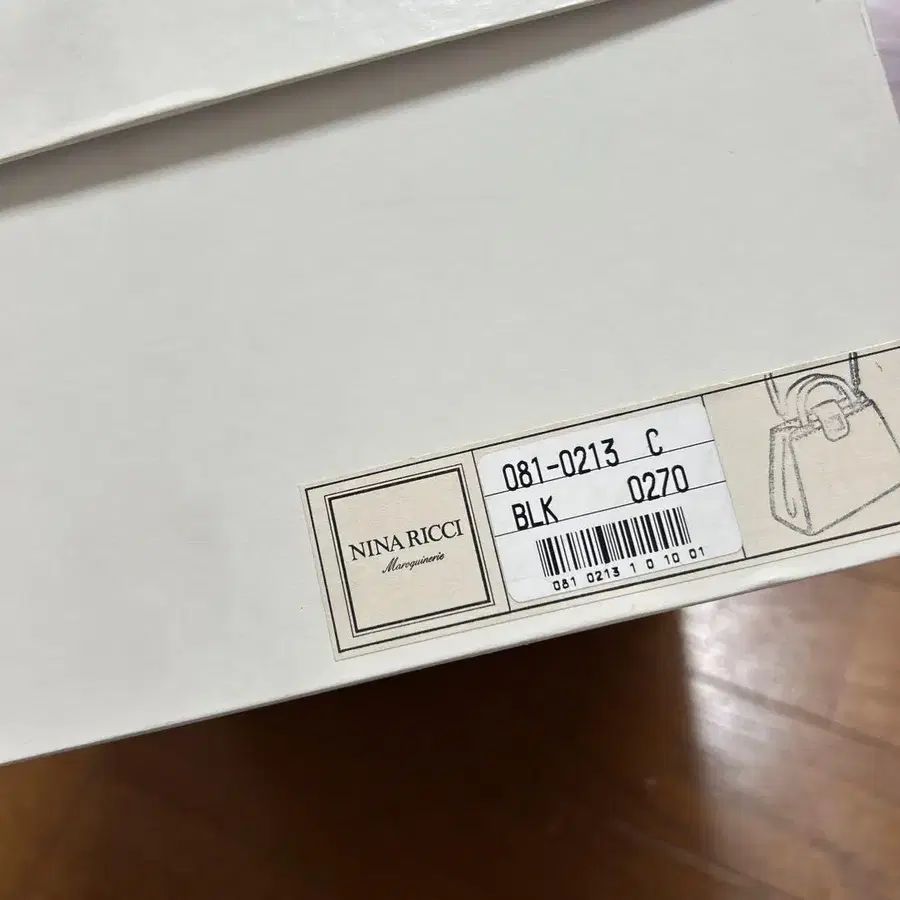 NINA RICCI
Maroquinerie
081-0213 C
BLK 0270
081 0213 1 0 10 01